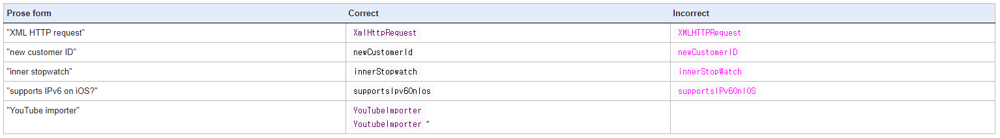 Prose form Correct Incorrect
"XML HTTP request" XmlHttpRequest XMLHTTPRequest
"new customer ID" newCustomerId newCustomerID
"inner stopwatch" innerStopwatch innerStopWatch
"supports IPv6 on iOS?" supportsIpv6OnIos supportsIPv6OnIOS
"YouTube importer" YouTubeImporter
YoutubeImporter *